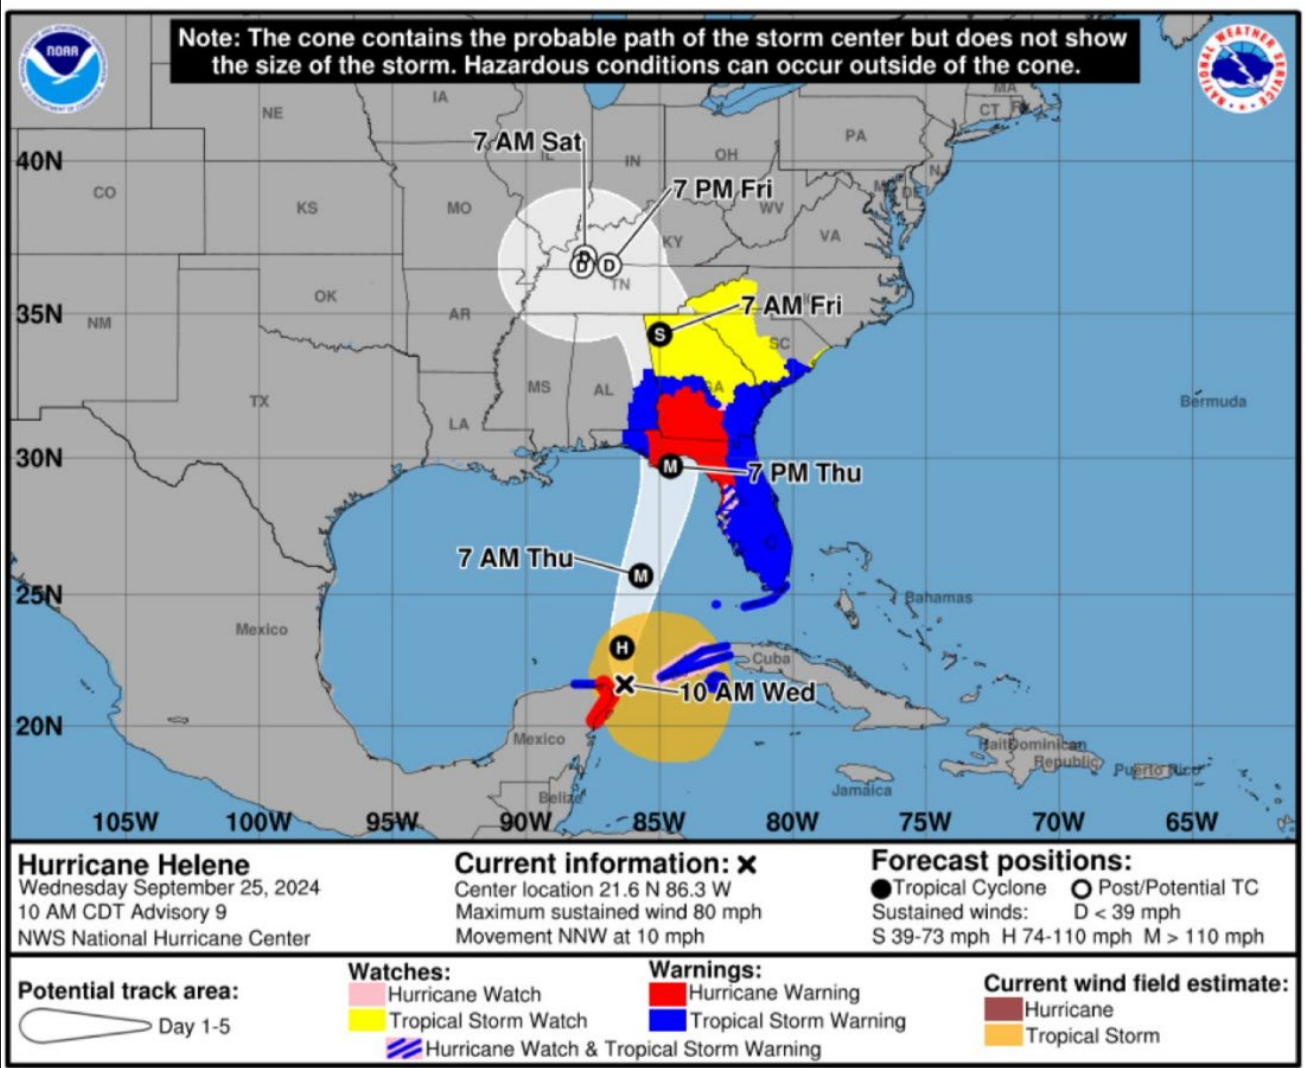 Note: The cone contains the probable path of the storm center but does not show
the size of the storm. Hazardous conditions can occur outside of the cone.
NOAA
NATIONAL WEATHER SERVICE
NE
IA
MA
CT
PA
7 AM Sat
40N
IL
IN
OH
NJ
CO
KS
MO
7 PM Fri
WV
DE
KY
VA
D
D
D
TN
OK
35N
NM
AR
S
7 AM Fri
SC
MS
AL
GA
TX
LA
Bermuda
30N
M
7 PM Thu
7 AM Thu
M
25N
Bahamas
Mexico
H
Cuba
10 AM Wed
20N
Mexico
Haiti
Dominican
Republic
Puerto Rico
Jamaica
Belize
105W 100W 95W 90W 85W 80W 75W 70W 65W
Hurricane Helene
Wednesday September 25, 2024
10 AM CDT Advisory 9
NWS National Hurricane Center
Current information: ×
Center location 21.6 N 86.3 W
Maximum sustained wind 80 mph
Movement NNW at 10 mph
Forecast positions:
Tropical Cyclone Post/Potential TC
Sustained winds: D < 39 mph
S 39-73 mph H 74-110 mph M > 110 mph
Potential track area:
Day 1-5
Watches:
Hurricane Watch
Tropical Storm Watch
Warnings:
Hurricane Warning
Tropical Storm Warning
Hurricane Watch & Tropical Storm Warning
Current wind field estimate:
Hurricane
Tropical Storm